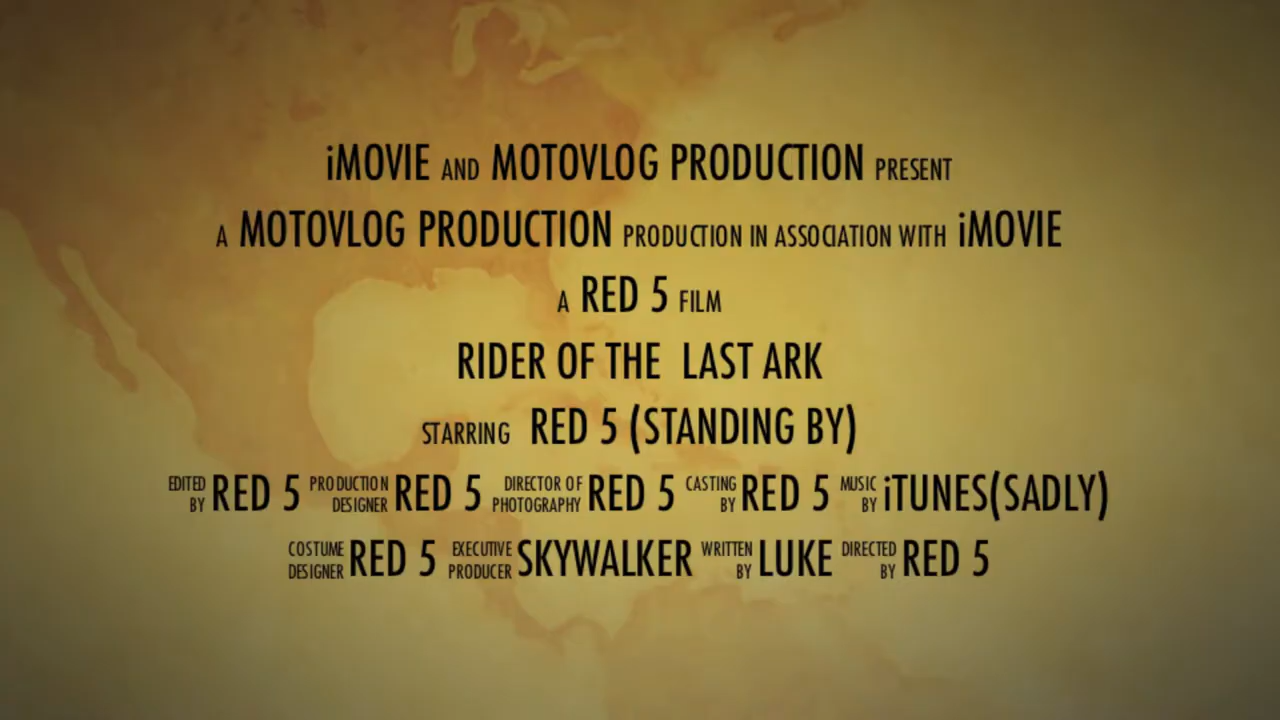 iMOVIE AND MOTOVLOG PRODUCTION PRESENT
A MOTOVLOG PRODUCTION PRODUCTION IN ASSOCIATION WITH iMOVIE
A RED 5 FILM
RIDER OF THE LAST ARK
STARRING RED 5 (STANDING BY)
EDITED BY RED 5 PRODUCTION DESIGNER RED 5 DIRECTOR OF PHOTOGRAPHY RED 5 CASTING BY RED 5 MUSIC BY iTUNES(SADLY)
COSTUME DESIGNER RED 5 EXECUTIVE PRODUCER SKYWALKER WRITTEN BY LUKE DIRECTED BY RED 5